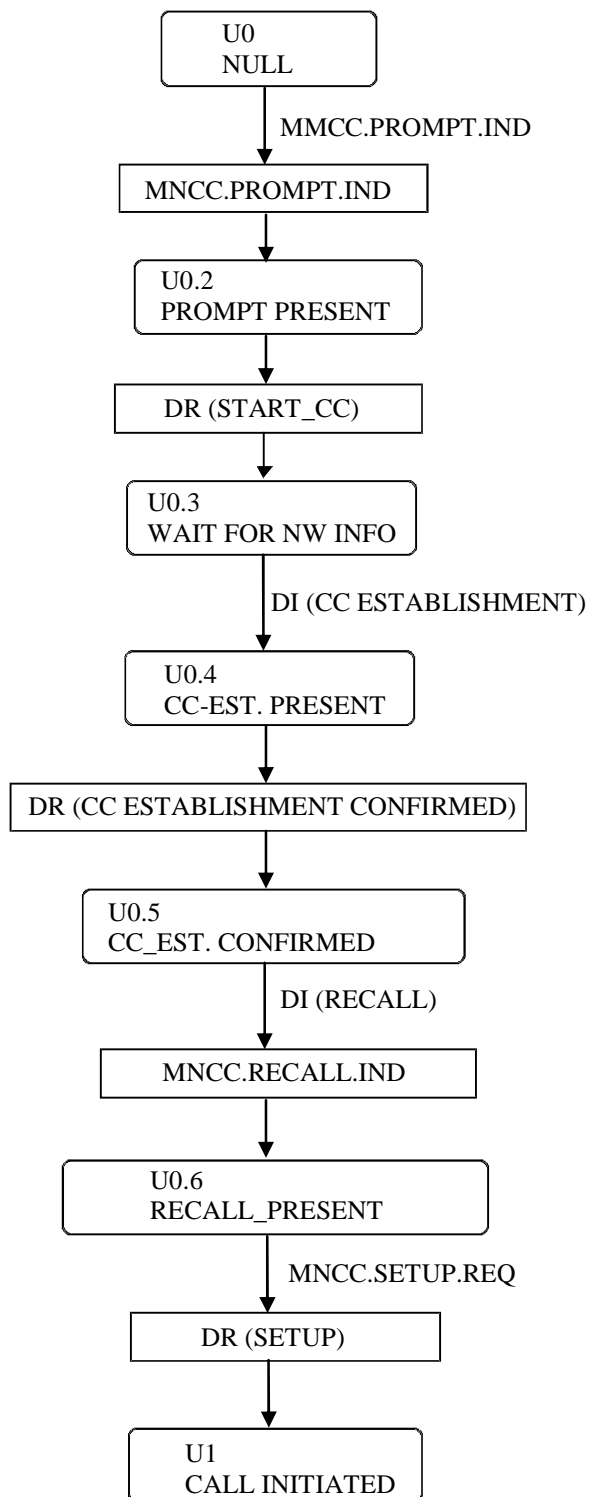 U0
NULL
MMCC.PROMPT.IND
MNCC.PROMPT.IND
U0.2
PROMPT PRESENT
DR (START_CC)
U0.3
WAIT FOR NW INFO
DI (CC ESTABLISHMENT)
U0.4
CC-EST. PRESENT
DR (CC ESTABLISHMENT CONFIRMED)
U0.5
CC_EST. CONFIRMED
DI (RECALL)
MNCC.RECALL.IND
U0.6
RECALL_PRESENT
MNCC.SETUP.REQ
DR (SETUP)
U1
CALL INITIATED